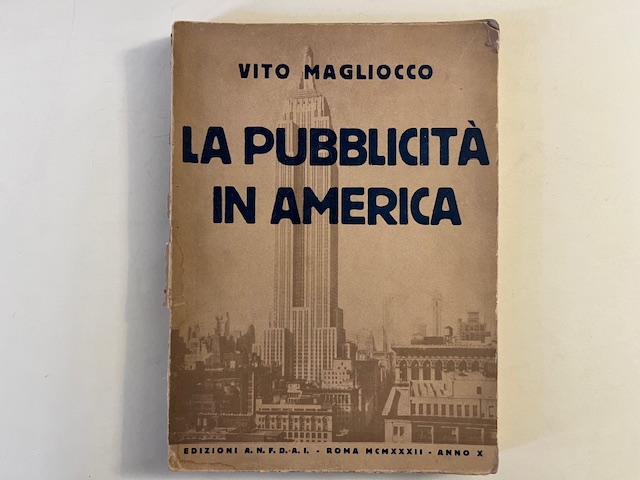 VITO MAGLIOCCO
LA PUBBLICITÀ
IN AMERICA
EDIZIONI A.N.F.D.A.I. - ROMA MCMXXXII - ANNO X